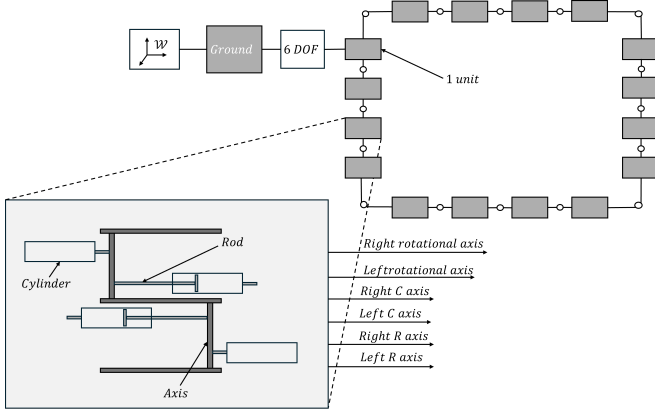 𝒲
Ground
6 DOF
1 unit
Rod
Cylinder
Axis
Right rotational axis
Leftrotational axis
Right C axis
Left C axis
Right R axis
Left R axis